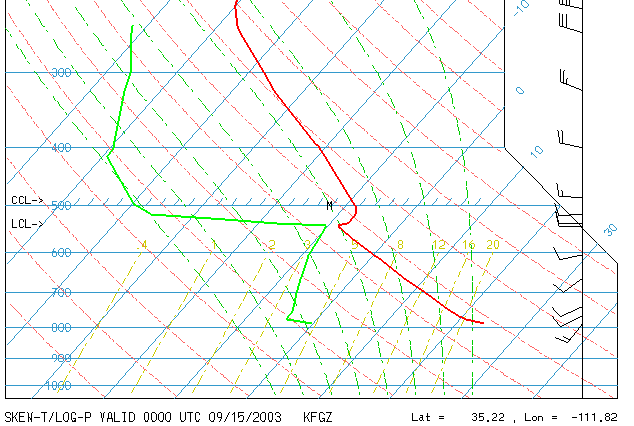 -10
300
0
400
10
CCL->
500
M
LCL->
30
.4 1 2 3 5 8 12 16 20
600
700
800
900
1000
SKEW-T/LOG-P VALID 0000 UTC 09/15/2003 KFGZ Lat = 35.22 , Lon = -111.82